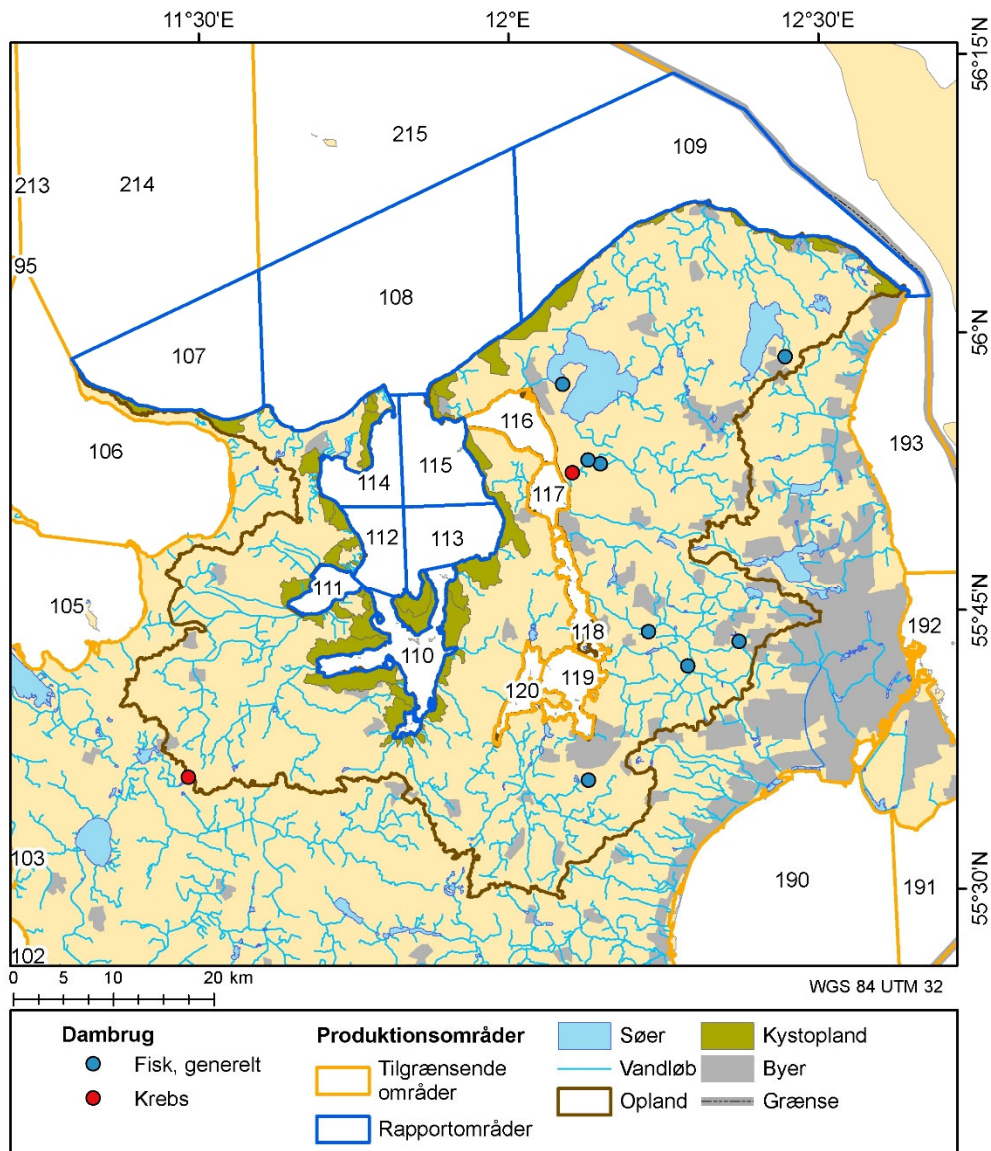 11°30'E
12°E
12°30'E
56°15'N
215
109
213
214
95
108
56°N
107
116
193
106
115
114
117
112
113
111
105
55°45'N
118
192
110
119
120
103
190
191
55°30'N
102
0 5 10 20 km
WGS 84 UTM 32
Dambrug
Fisk, generelt
Krebs
Produktionsområder
Tilgrænsende
områder
Rapportområder
Søer
Vandløb
Opland
Kystopland
Byer
Grænse